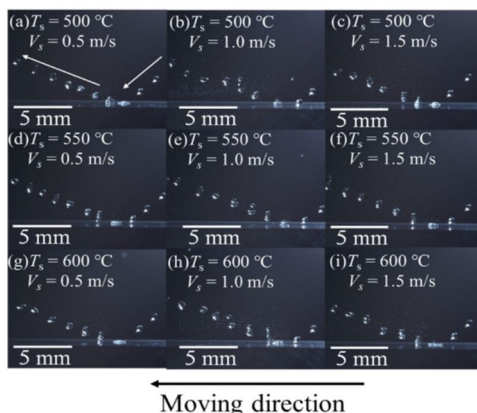 (a)Ts = 500 °C
Vs = 0.5 m/s
5 mm
(b)Ts = 500 °C
Vs = 1.0 m/s
5 mm
(c)Ts = 500 °C
Vs = 1.5 m/s
5 mm
(d)Ts = 550 °C
Vs = 0.5 m/s
5 mm
(e)Ts = 550 °C
Vs = 1.0 m/s
5 mm
(f)Ts = 550 °C
Vs = 1.5 m/s
5 mm
(g)Ts = 600 °C
Vs = 0.5 m/s
5 mm
(h)Ts = 600 °C
Vs = 1.0 m/s
5 mm
(i)Ts = 600 °C
Vs = 1.5 m/s
5 mm
Moving direction